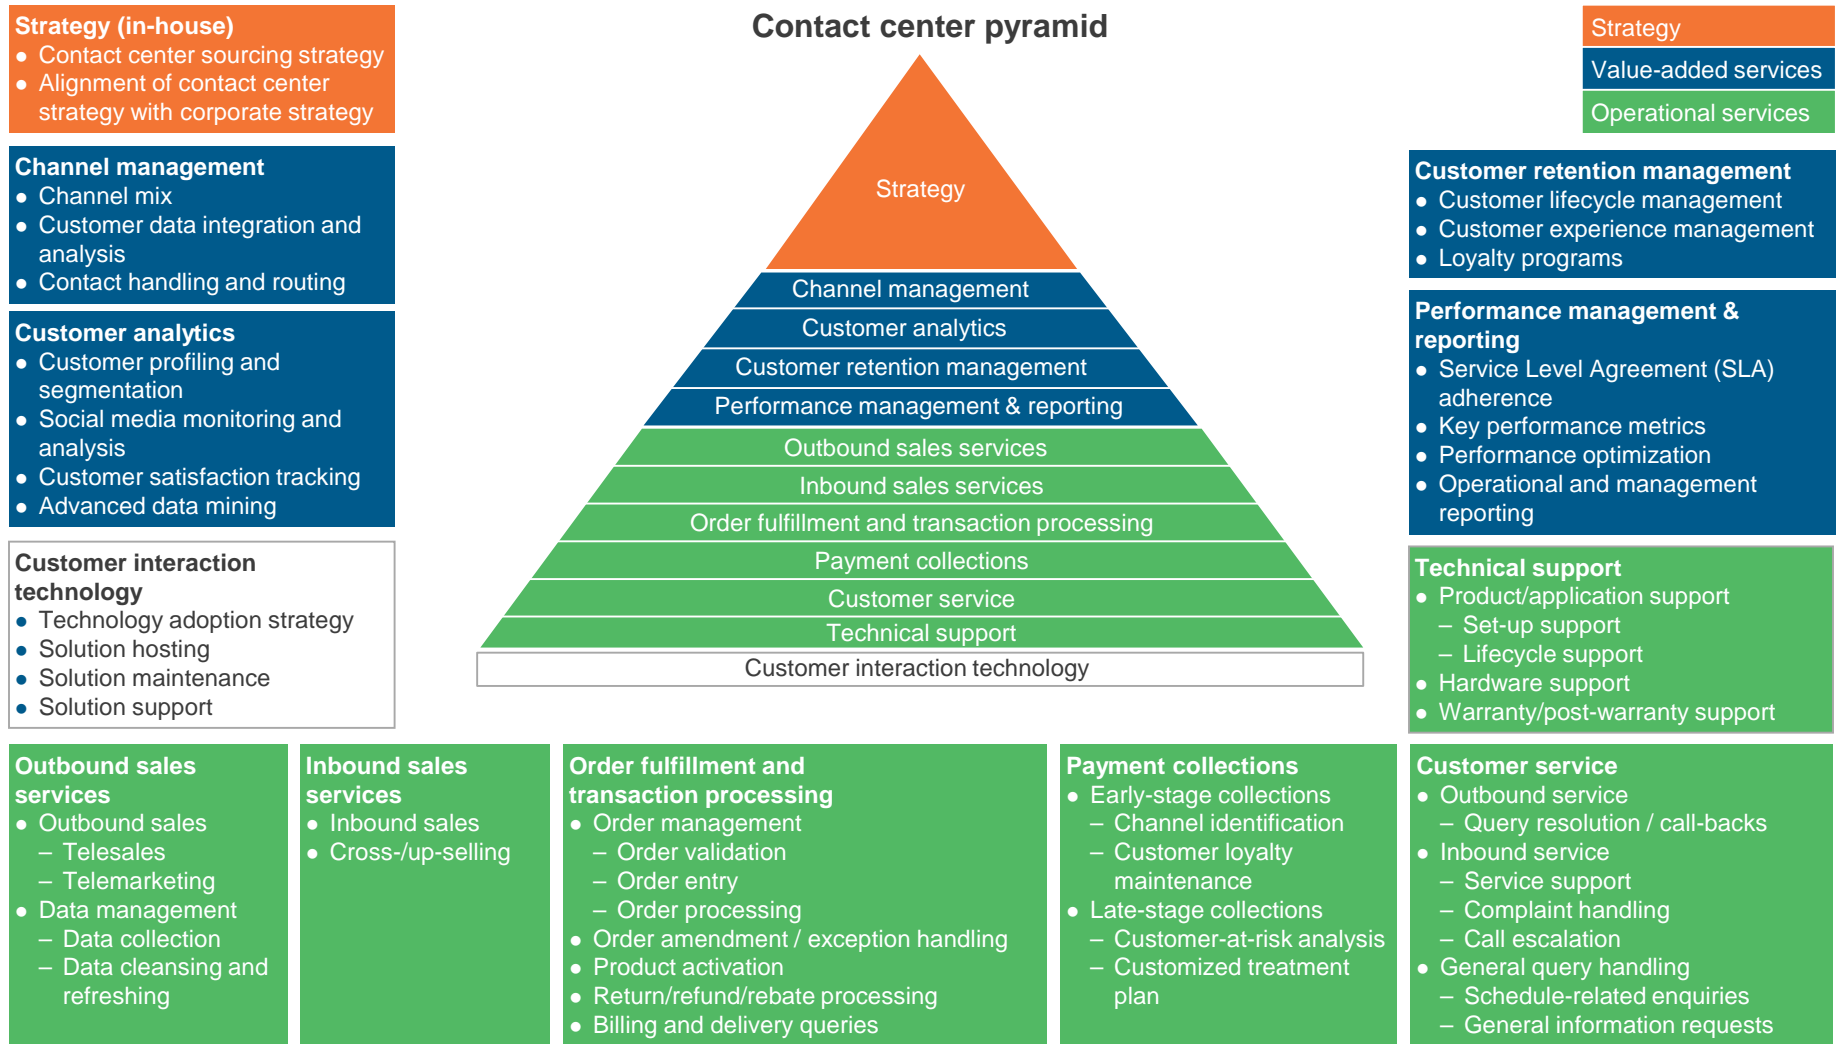 Contact center pyramid
Strategy (in-house)
● Contact center sourcing strategy
● Alignment of contact center
strategy with corporate strategy
Strategy
Value-added services
Operational services
Channel management
● Channel mix
● Customer data integration and
analysis
● Contact handling and routing
Customer analytics
● Customer profiling and
segmentation
● Social media monitoring and
analysis
● Customer satisfaction tracking
● Advanced data mining
Customer interaction
technology
● Technology adoption strategy
● Solution hosting
● Solution maintenance
● Solution support
Strategy
Channel management
Customer analytics
Customer retention management
Performance management & reporting
Outbound sales services
Inbound sales services
Order fulfillment and transaction processing
Payment collections
Customer service
Technical support
Customer interaction technology
Customer retention management
● Customer lifecycle management
● Customer experience management
● Loyalty programs
Performance management &
reporting
● Service Level Agreement (SLA)
adherence
● Key performance metrics
● Performance optimization
● Operational and management
reporting
Technical support
● Product/application support
– Set-up support
– Lifecycle support
● Hardware support
● Warranty/post-warranty support
Outbound sales
services
● Outbound sales
– Telesales
– Telemarketing
● Data management
– Data collection
– Data cleansing and
refreshing
Inbound sales
services
● Inbound sales
● Cross-/up-selling
Order fulfillment and
transaction processing
● Order management
– Order validation
– Order entry
– Order processing
● Order amendment / exception handling
● Product activation
● Return/refund/rebate processing
● Billing and delivery queries
Payment collections
● Early-stage collections
– Channel identification
– Customer loyalty
maintenance
● Late-stage collections
– Customer-at-risk analysis
– Customized treatment
plan
Customer service
● Outbound service
– Query resolution / call-backs
● Inbound service
– Service support
– Complaint handling
– Call escalation
● General query handling
– Schedule-related enquiries
– General information requests